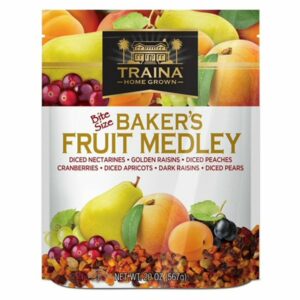 TRAINA
HOME GROWN
Bite
Size
BAKER'S
FRUIT MEDLEY
DICED NECTARINES • GOLDEN RAISINS • DICED PEACHES
CRANBERRIES • DICED APRICOTS • DARK RAISINS • DICED PEARS
NET WT. 20 OZ (567g)